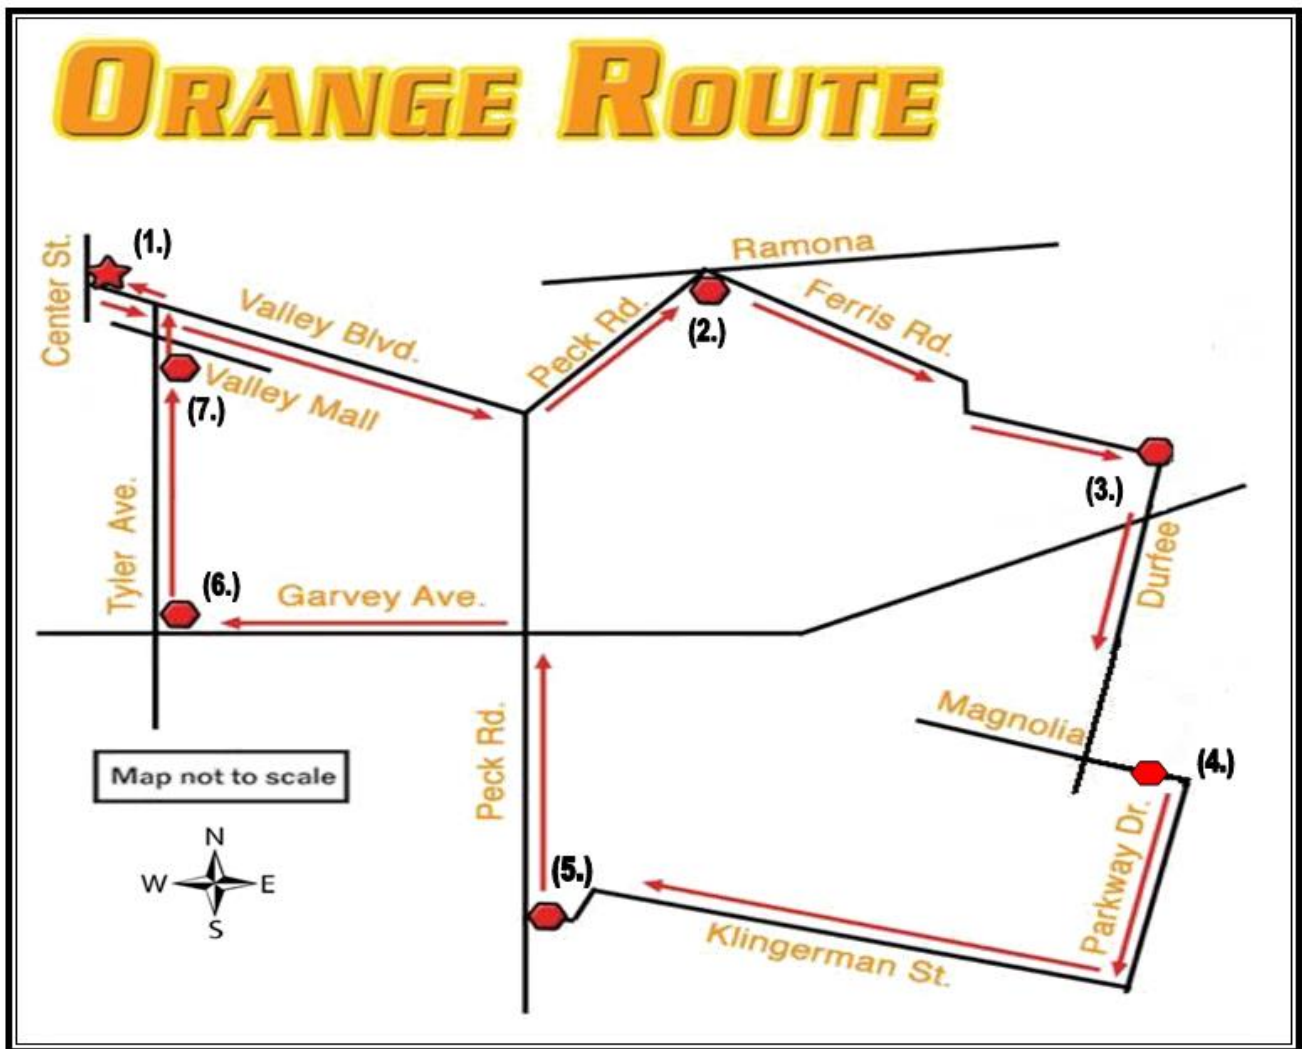 ORANGE ROUTE
Center St.
(1.)
Valley Blvd.
Valley Mall
(7.)
Peck Rd.
Ramona
(2.)
Ferris Rd.
(3.)
Durfee
Tyler Ave.
(6.)
Garvey Ave.
Magnolia
(4.)
Parkway Dr.
Peck Rd.
(5.)
Klingerman St.
Map not to scale
N
W E
S